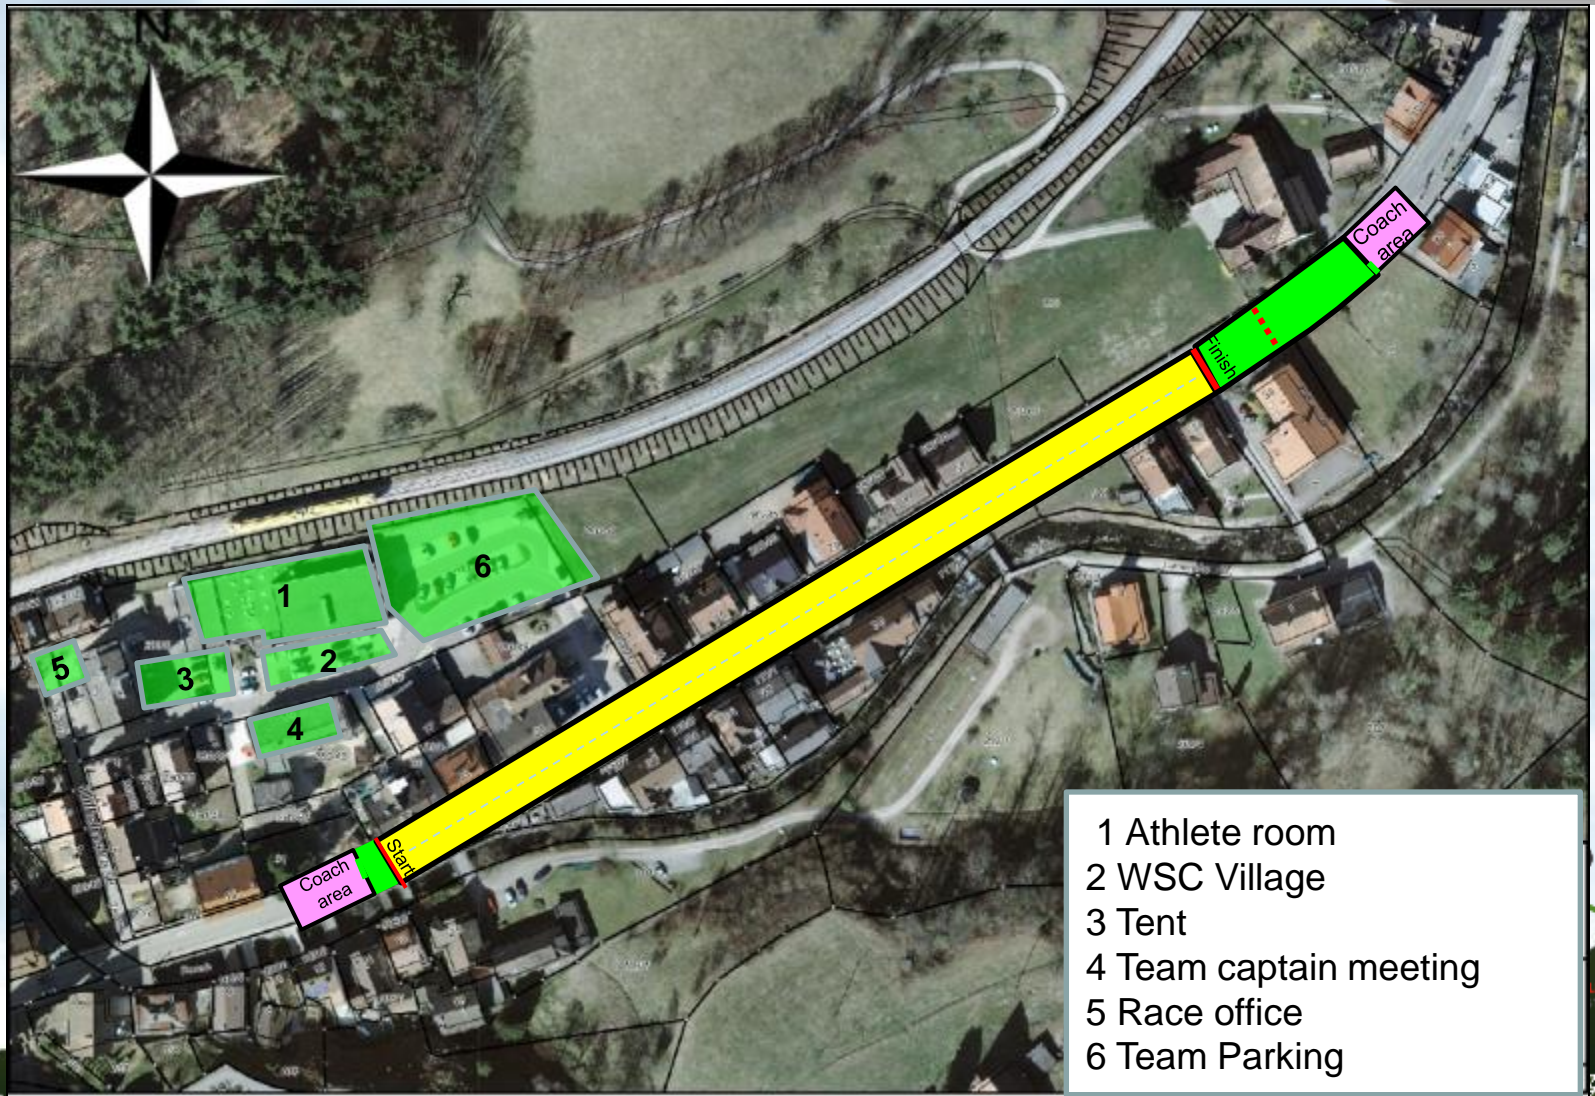 N
Coach
area
Finish
6
1
2
5
3
4
Start
Coach
area
1 Athlete room
2 WSC Village
3 Tent
4 Team captain meeting
5 Race office
6 Team Parking